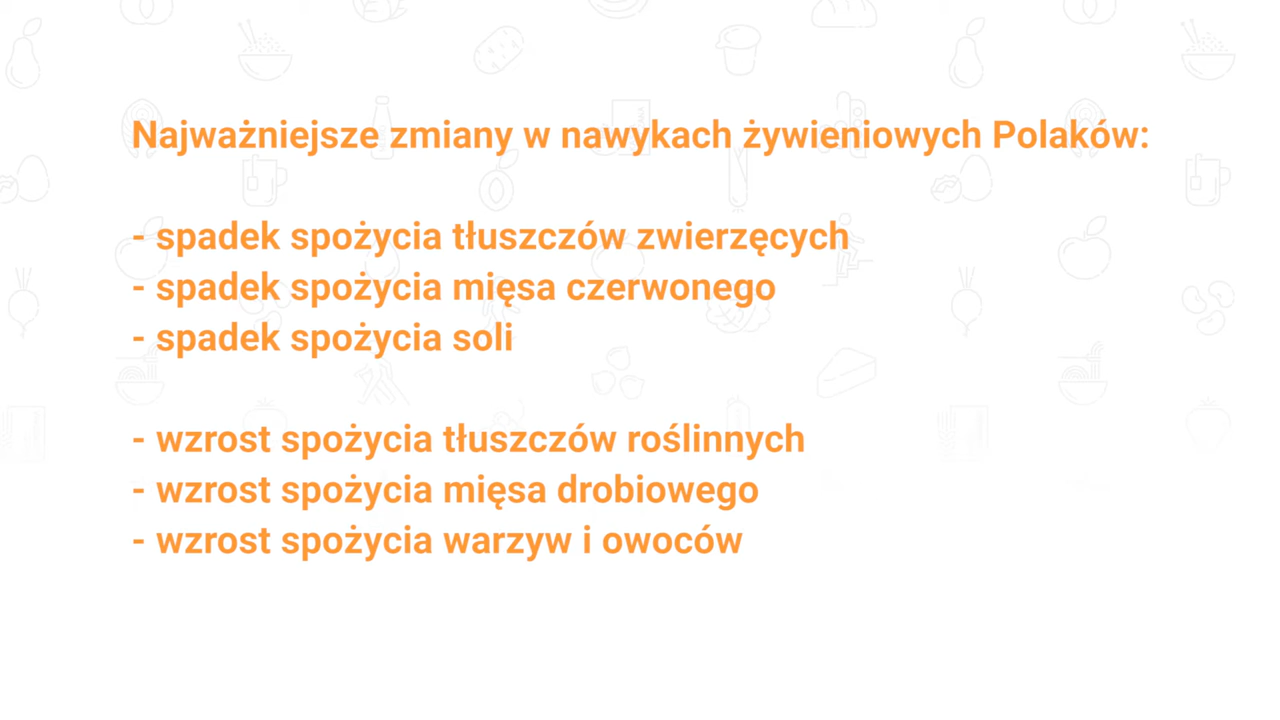 Najważniejsze zmiany w nawykach żywieniowych Polaków:
- spadek spożycia tłuszczów zwierzęcych
- spadek spożycia mięsa czerwonego
- spadek spożycia soli
- wzrost spożycia tłuszczów roślinnych
- wzrost spożycia mięsa drobiowego
- wzrost spożycia warzyw i owoców